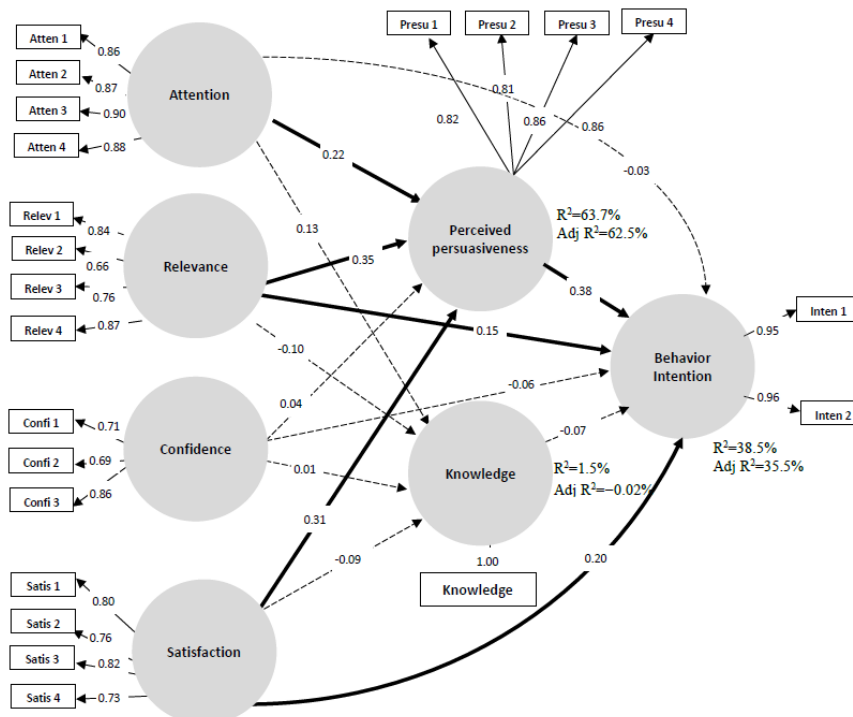 Presu 1
Presu 2
Presu 3
Presu 4
Atten 1
0.86
Atten 2
0.87
Atten 3
0.90
Atten 4
0.88
Attention
0.82
0.81
0.86
0.86
0.22
-0.03
0.13
Relev 1
0.84
Relev 2
0.66
Relev 3
0.76
Relev 4
0.87
Relevance
0.35
Perceived
persuasiveness
R²=63.7%
Adj R²=62.5%
0.38
0.15
-0.10
0.04
-0.06
Behavior
Intention
0.95
Inten 1
0.96
Inten 2
R²=38.5%
Adj R²=35.5%
Confi 1
0.71
Confi 2
0.69
Confi 3
0.86
Confidence
0.01
-0.07
Knowledge
R²=1.5%
Adj R²=−0.02%
0.31
-0.09
1.00
Knowledge
0.20
Satis 1
0.80
Satis 2
0.76
Satis 3
0.82
Satis 4
0.73
Satisfaction